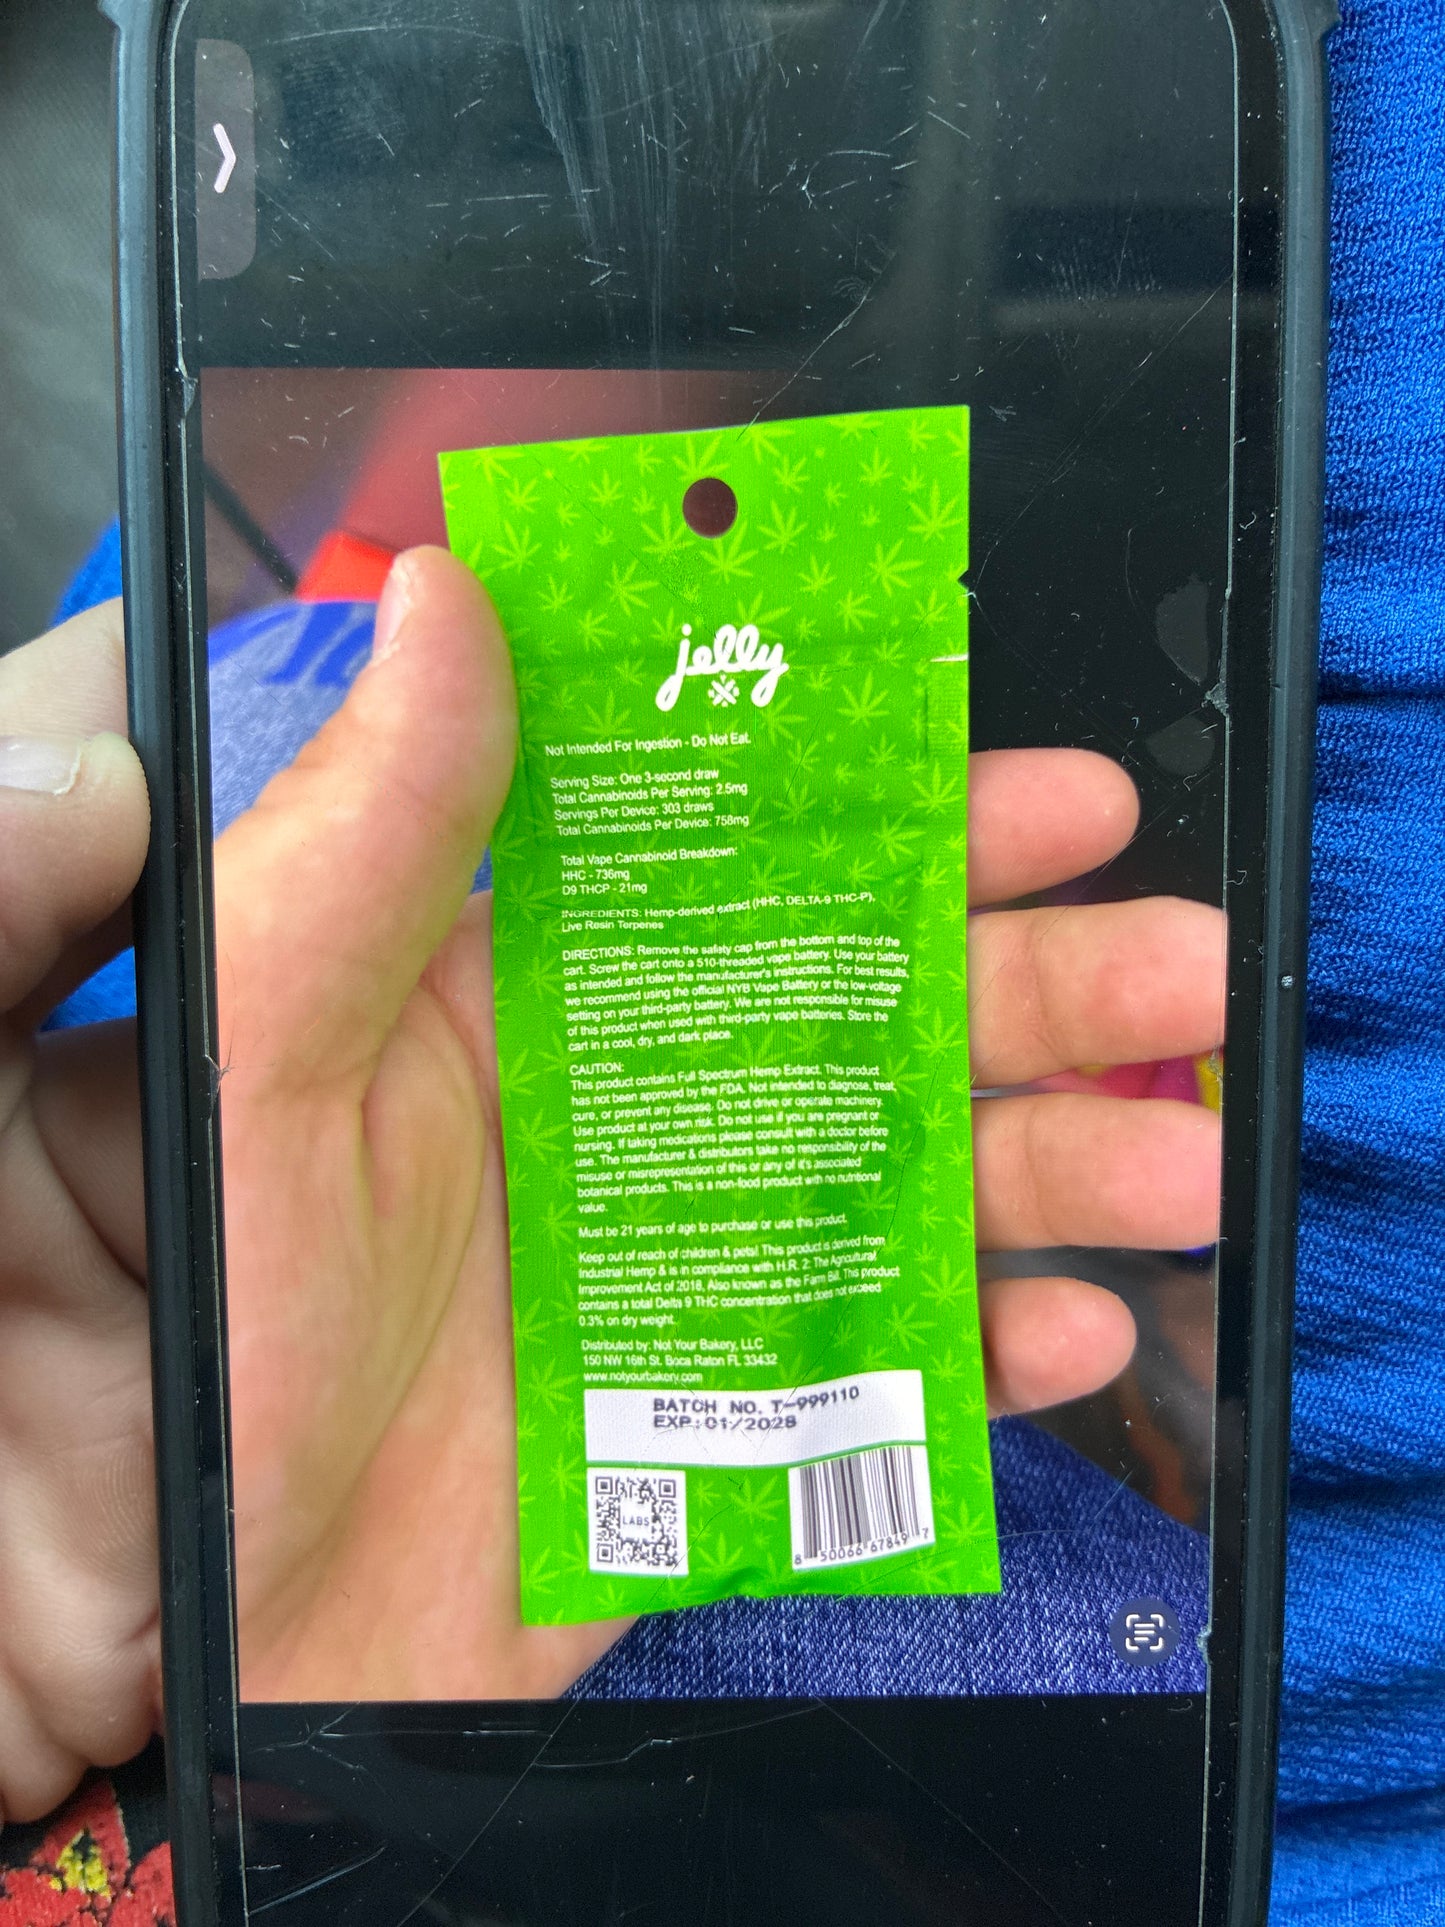 jelly
Not Intended For Ingestion - Do Not Eat.
Serving Size: One 3-second draw
Total Cannabinoids Per Serving: 2.5mg
Servings Per Device: 303 draws
Total Cannabinoids Per Device: 758mg
Total Vape Cannabinoid Breakdown:
HHC - 736mg
D9 THCP - 21mg
INGREDIENTS: Hemp-derived extract (HHC, DELTA-9 THC-P),
Live Resin Terpenes
DIRECTIONS: Remove the safety cap from the bottom and top of the
cart. Screw the cart onto a 510-threaded vape battery. Use your battery
as intended and follow the manufacturer's instructions. For best results,
we recommend using the official NYB Vape Battery or the low-voltage
setting on your third-party battery. We are not responsible for misuse
of this product when used with third-party vape batteries. Store the
cart in a cool, dry, and dark place.
CAUTION:
This product contains Full Spectrum Hemp Extract. This product
has not been approved by the FDA. Not intended to diagnose, treat,
cure, or prevent any disease. Do not drive or operate machinery.
Use product at your own risk. Do not use if you are pregnant or
nursing. If taking medications please consult with a doctor before
use. The manufacturer & distributors take no responsibility of the
misuse or misrepresentation of this or any of it's associated
botanical products. This is a non-food product with no nutritional
value.
Must be 21 years of age to purchase or use this product.
Keep out of reach of children & pets! This product is derived from
Industrial Hemp & is in compliance with H.R. 2: The Agricultural
Improvement Act of 2018, Also known as the Farm Bill. This product
contains a total Delta 9 THC concentration that does not exceed
0.3% on dry weight.
Distributed by: Not Your Bakery, LLC
150 NW 16th St. Boca Raton FL 33432
www.notyourbakery.com
BATCH NO. T-999110
EXP:01/2028
LABS
8 50066 67849 7